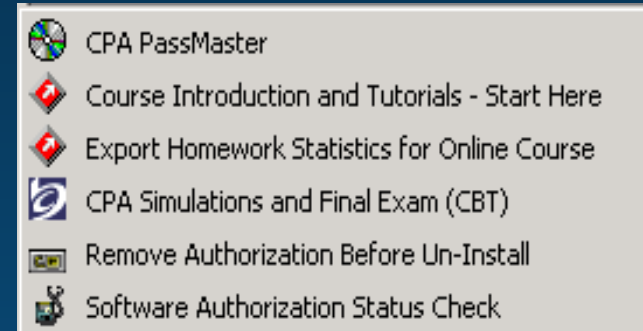 CPA PassMaster
Course Introduction and Tutorials - Start Here
Export Homework Statistics for Online Course
CPA Simulations and Final Exam (CBT)
Remove Authorization Before Un-Install
Software Authorization Status Check